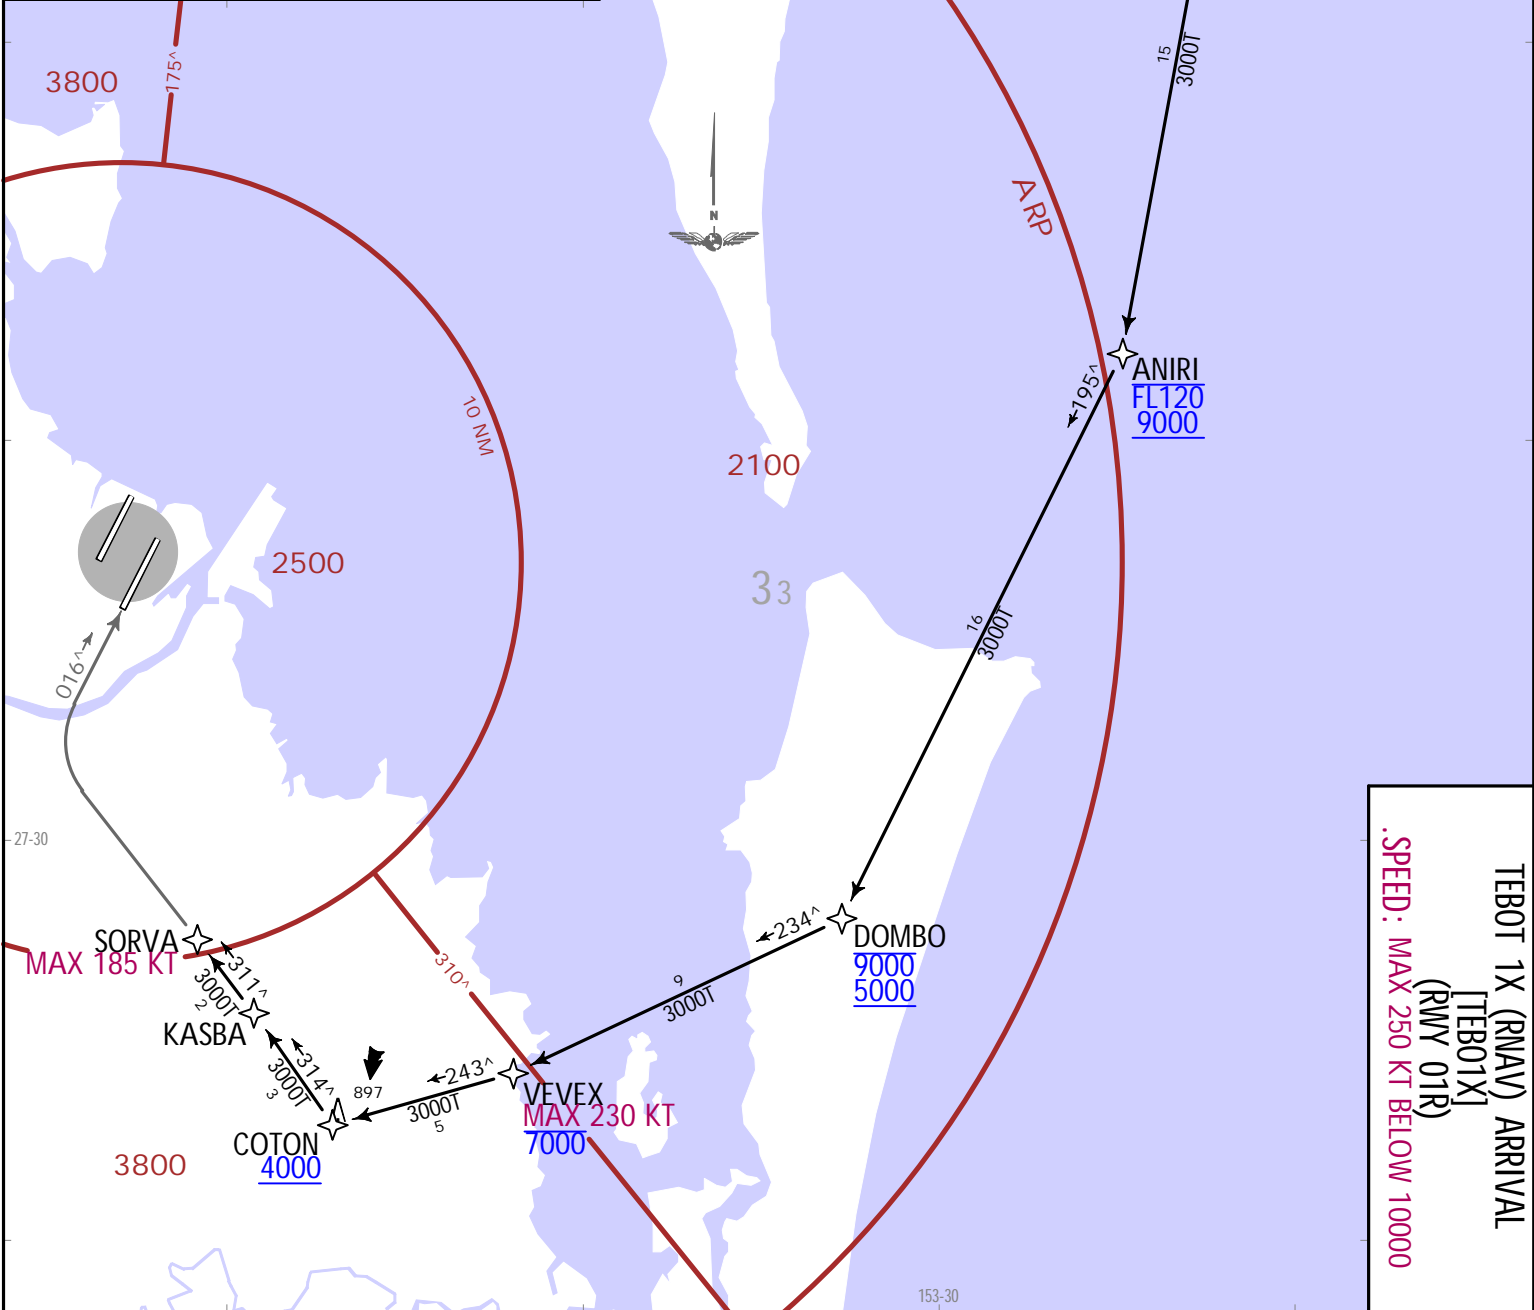 3800
175^
15
3000T
N
ARP
ANIRI
FL120
9000
195^
10 NM
2100
2500
33
16
3000T
016^
27-30
TEBOT 1X (RNAV) ARRIVAL
[TEBO1X]
(RWY 01R)
.SPEED: MAX 250 KT BELOW 10000
SORVA
MAX 185 KT
311^
3000T
2
310^
234^
DOMBO
9000
5000
9
3000T
KASBA
314^
3000T
3
897
243^
3000T
5
VEVEX
MAX 230 KT
7000
COTON
4000
3800
153-30